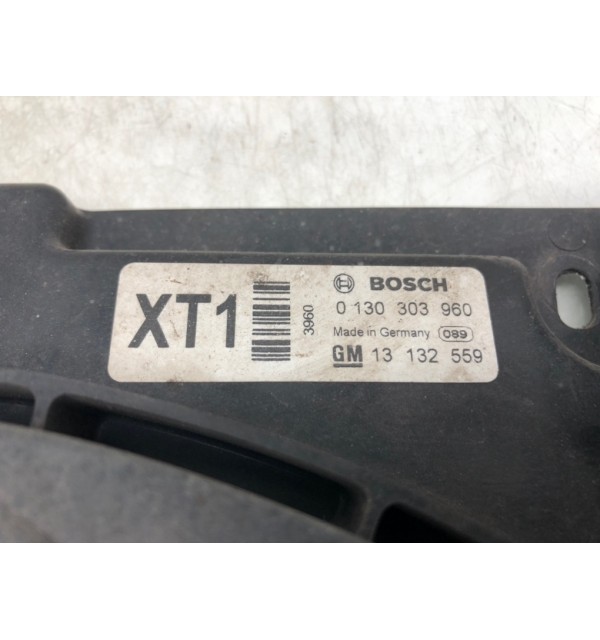 XT1
3960
BOSCH
0 130 303 960
Made in Germany 089
GM 13 132 559